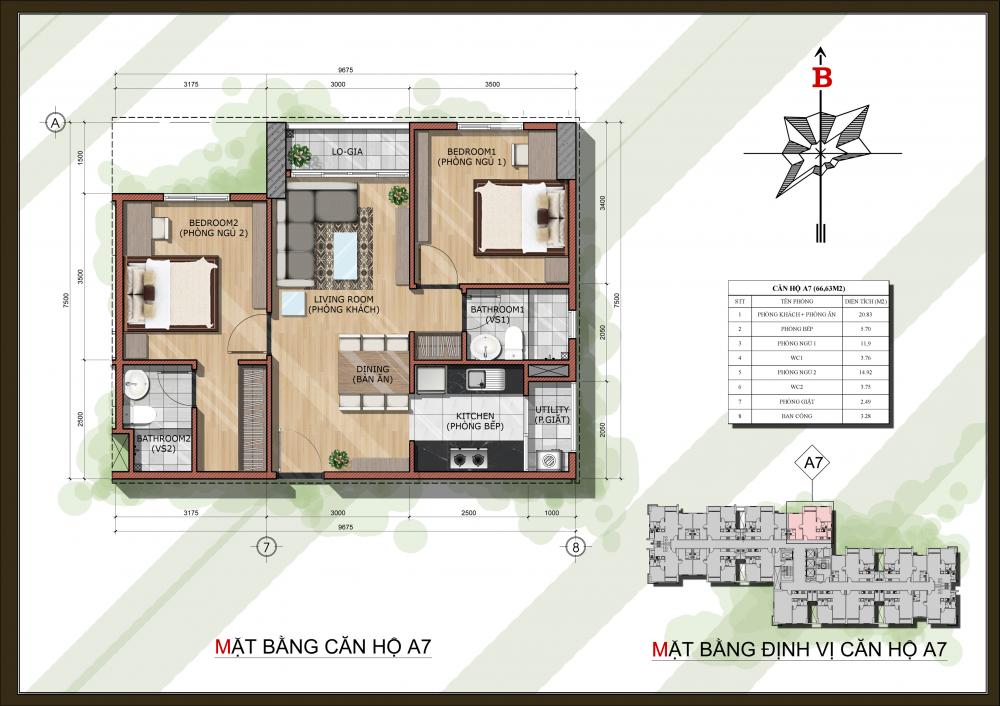 9675
3175
3000
3500
A
1500
3500
7500
2500
LO-GIA
BEDROOM1
(PHÒNG NGỦ 1)
BEDROOM2
(PHÒNG NGỦ 2)
LIVING ROOM
(PHÒNG KHÁCH)
BATHROOM1
(VS1)
DINING
(BÀN ĂN)
KITCHEN
(PHÒNG BẾP)
UTILITY
(P.GIẶT)
BATHROOM2
(VS2)
3400
7500
2050
2050
3175
3000
2500
1000
9675
7
8
B
CĂN HỘ A7 (66,63M2)
STT TÊN PHÒNG DIỆN TÍCH (M2)
1 PHÒNG KHÁCH + PHÒNG ĂN 20.83
2 PHÒNG BẾP 5.70
3 PHÒNG NGỦ 1 11,9
4 WC1 3.76
5 PHÒNG NGỦ 2 14.92
6 WC2 3.75
7 PHÒNG GIẶT 2.49
8 BAN CÔNG 3.28
A7
MẶT BẰNG CĂN HỘ A7
MẶT BẰNG ĐỊNH VỊ CĂN HỘ A7